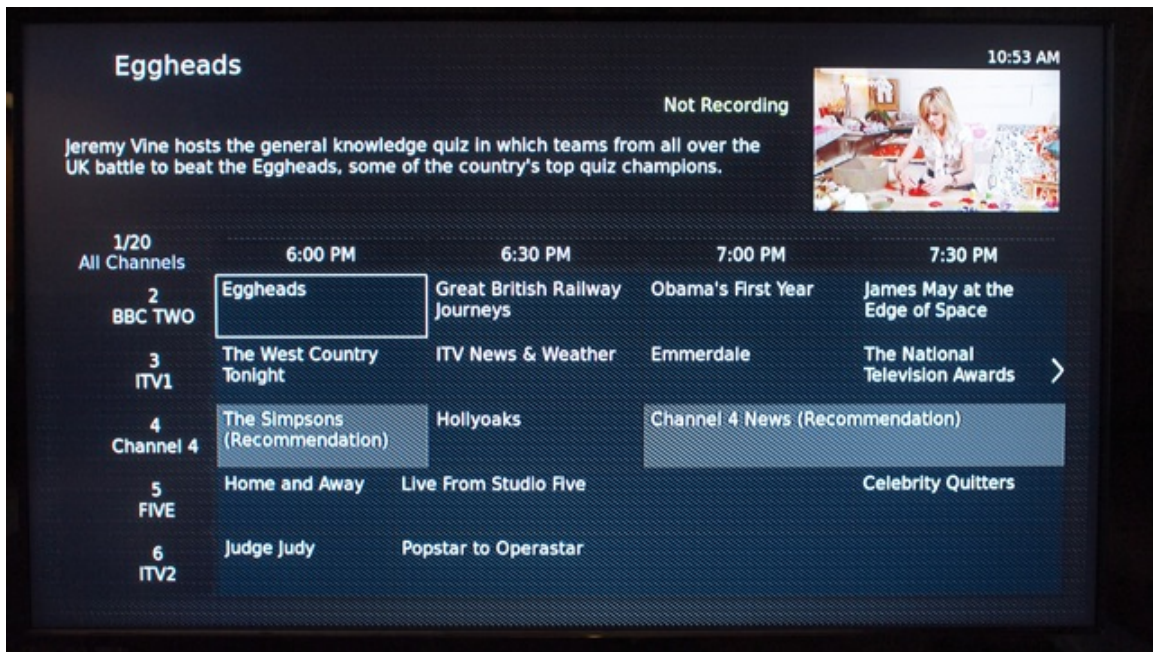 Eggheads
10:53 AM
Not Recording
Jeremy Vine hosts the general knowledge quiz in which teams from all over the
UK battle to beat the Eggheads, some of the country's top quiz champions.
1/20
All Channels
6:00 PM
6:30 PM
7:00 PM
7:30 PM
2
BBC TWO
Eggheads
Great British Railway
Journeys
Obama's First Year
James May at the
Edge of Space
3
ITV1
The West Country
Tonight
ITV News & Weather
Emmerdale
The National
Television Awards
4
Channel 4
The Simpsons
(Recommendation)
Hollyoaks
Channel 4 News (Recommendation)
5
FIVE
Home and Away
Live From Studio Five
Celebrity Quitters
6
ITV2
Judge Judy
Popstar to Operastar